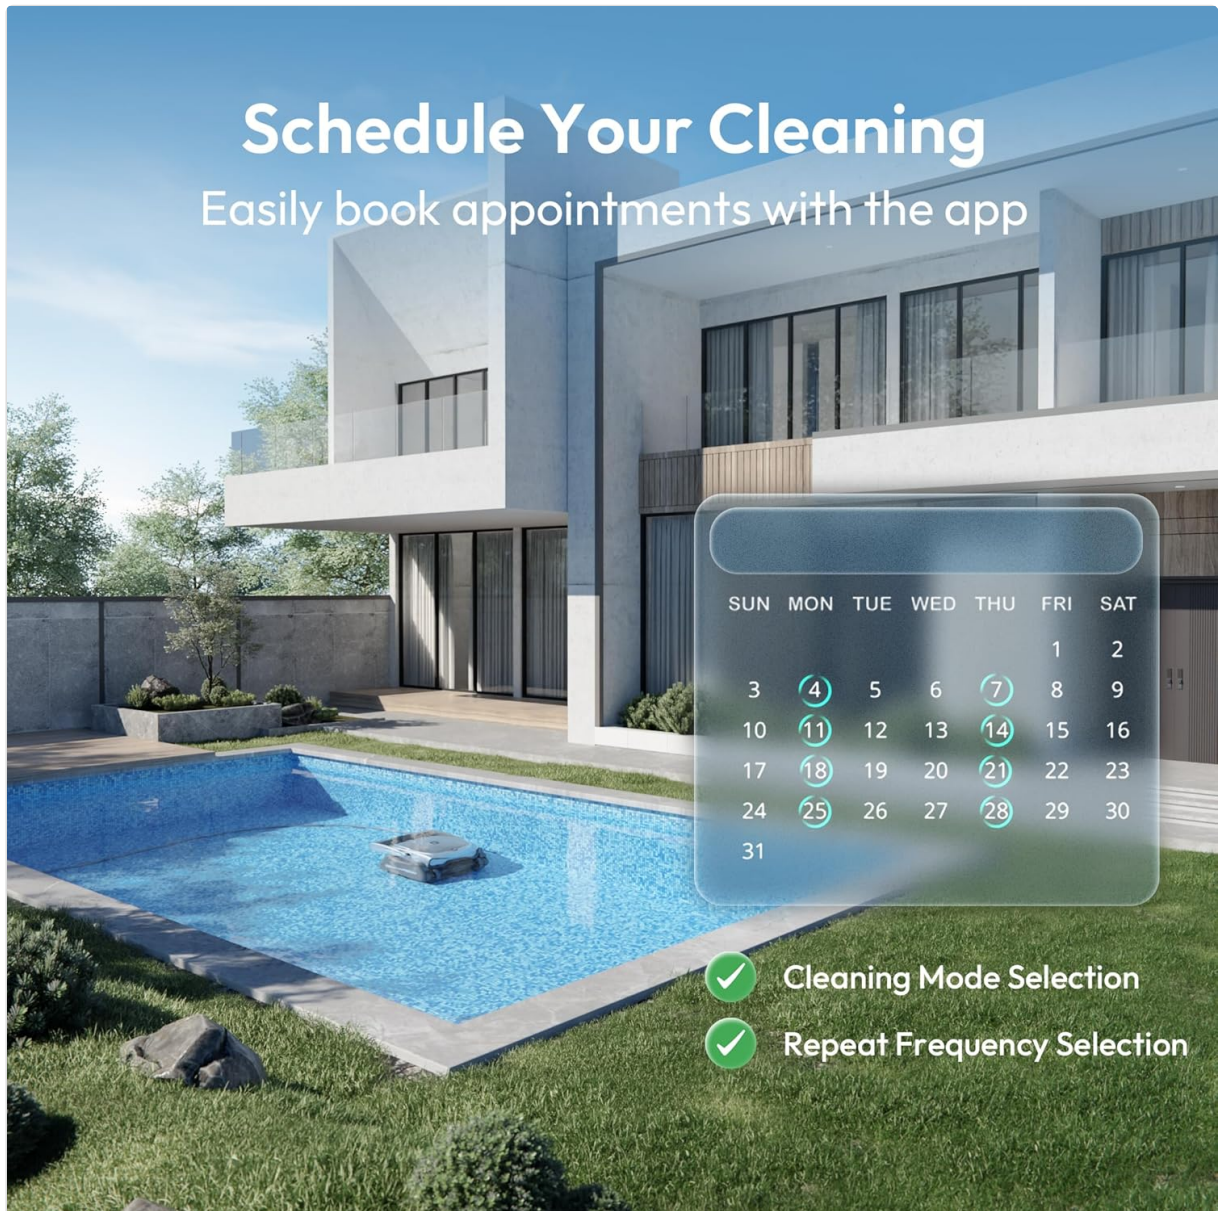 Schedule Your Cleaning
Easily book appointments with the app
SUN MON TUE WED THU FRI SAT
1 2
3 4 5 6 7 8 9
10 11 12 13 14 15 16
17 18 19 20 21 22 23
24 25 26 27 28 29 30
31
Cleaning Mode Selection
Repeat Frequency Selection